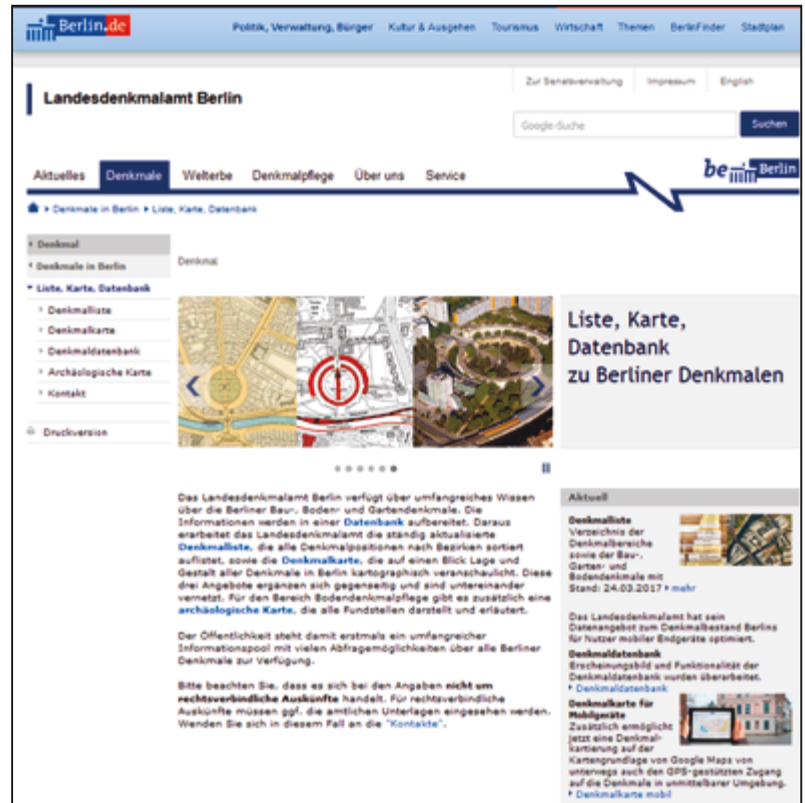 Berlin.de
Politik, Verwaltung, Bürger Kultur & Ausgehen Tourismus Wirtschaft Themen BerlinFinder Stadtplan
Zur Senatsverwaltung Impressum English
Landesdenkmalamt Berlin
Google-Suche Suchen
be Berlin
Aktuelles Denkmale Welterbe Denkmalpflege Über uns Service
Denkmale in Berlin Liste, Karte, Datenbank
Denkmal
Denkmale in Berlin
Liste, Karte, Datenbank
Denkmalliste
Denkmalkarte
Denkmaldatenbank
Archäologische Karte
Kontakt
Druckversion
Denkmal
Liste, Karte,
Datenbank
zu Berliner Denkmalen
Das Landesdenkmalamt Berlin verfügt über umfangreiches Wissen
über die Berliner Bau-, Boden- und Gartendenkmale. Die
Informationen werden in einer Datenbank aufbereitet. Daraus
erarbeitet das Landesdenkmalamt die ständig aktualisierte
Denkmalliste, die alle Denkmalpositionen nach Bezirken sortiert
auflistet, sowie die Denkmalkarte, die auf einen Blick Lage und
Gestalt aller Denkmale in Berlin kartographisch veranschaulicht. Diese
drei Angebote ergänzen sich gegenseitig und sind untereinander
vernetzt. Für den Bereich Bodendenkmalpflege gibt es zusätzlich eine
archäologische Karte, die alle Fundstellen darstellt und erläutert.
Der Öffentlichkeit steht damit erstmals ein umfangreicher
Informationspool mit vielen Abfragemöglichkeiten über alle Berliner
Denkmale zur Verfügung.
Bitte beachten Sie, dass es sich bei den Angaben nicht um
rechtsverbindliche Auskünfte handelt. Für rechtsverbindliche
Auskünfte müssen ggf. die amtlichen Unterlagen eingesehen werden.
Wenden Sie sich in diesem Fall an die "Kontakte".
Aktuell
Denkmalliste
Verzeichnis der
Denkmalbereiche
sowie der Bau-,
Garten- und
Bodendenkmale mit
Stand: 24.03.2017 mehr
Das Landesdenkmalamt hat sein
Datenangebot zum Denkmalbestand Berlins
für Nutzer mobiler Endgeräte optimiert.
Denkmaldatenbank
Erscheinungsbild und Funktionalität der
Denkmaldatenbank wurden überarbeitet.
Denkmaldatenbank
Denkmalkarte für
Mobilgeräte
Zusätzlich ermöglicht
jetzt eine Denkmal-
kartierung auf der
Kartengrundlage von Google Maps von
unterwegs auch den GPS-gestützten Zugang
auf die Denkmale in unmittelbarer Umgebung.
Denkmalkarte mobil